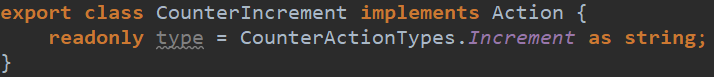 export class CounterIncrement implements Action {
    readonly type = CounterActionTypes.Increment as string;
}